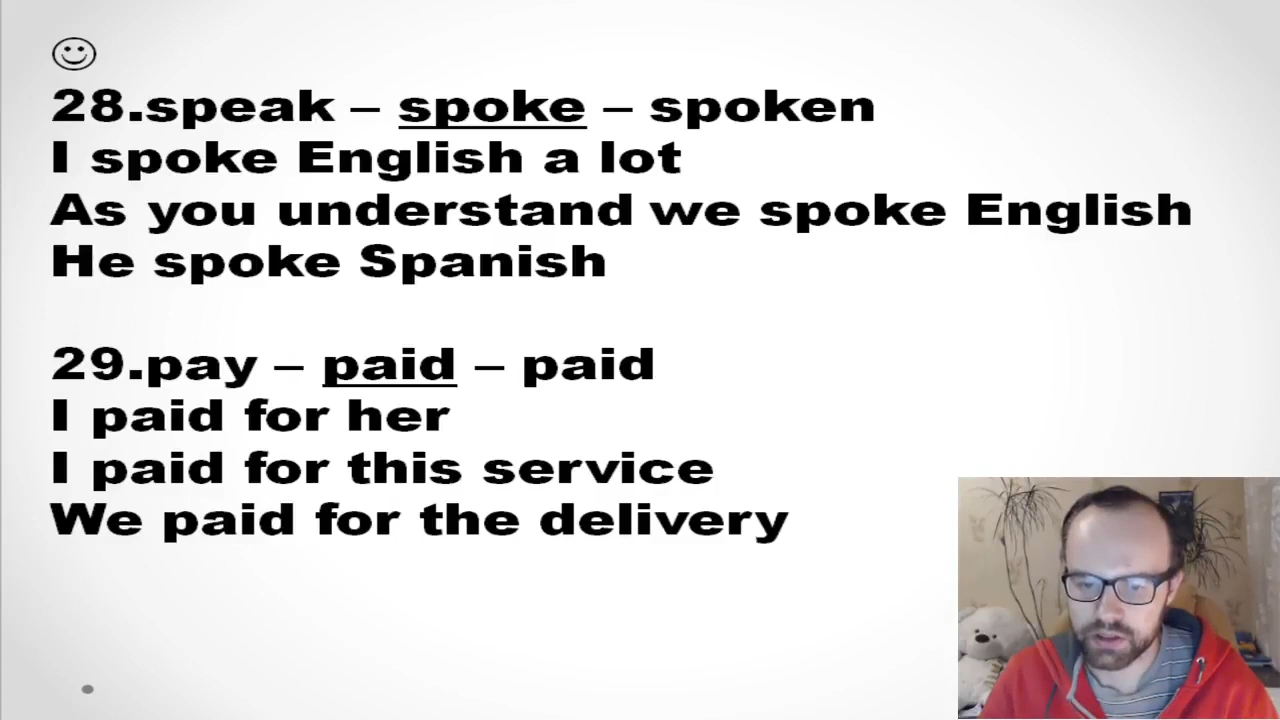 28.speak – spoke – spoken
I spoke English a lot
As you understand we spoke English
He spoke Spanish
29.pay – paid – paid
I paid for her
I paid for this service
We paid for the delivery